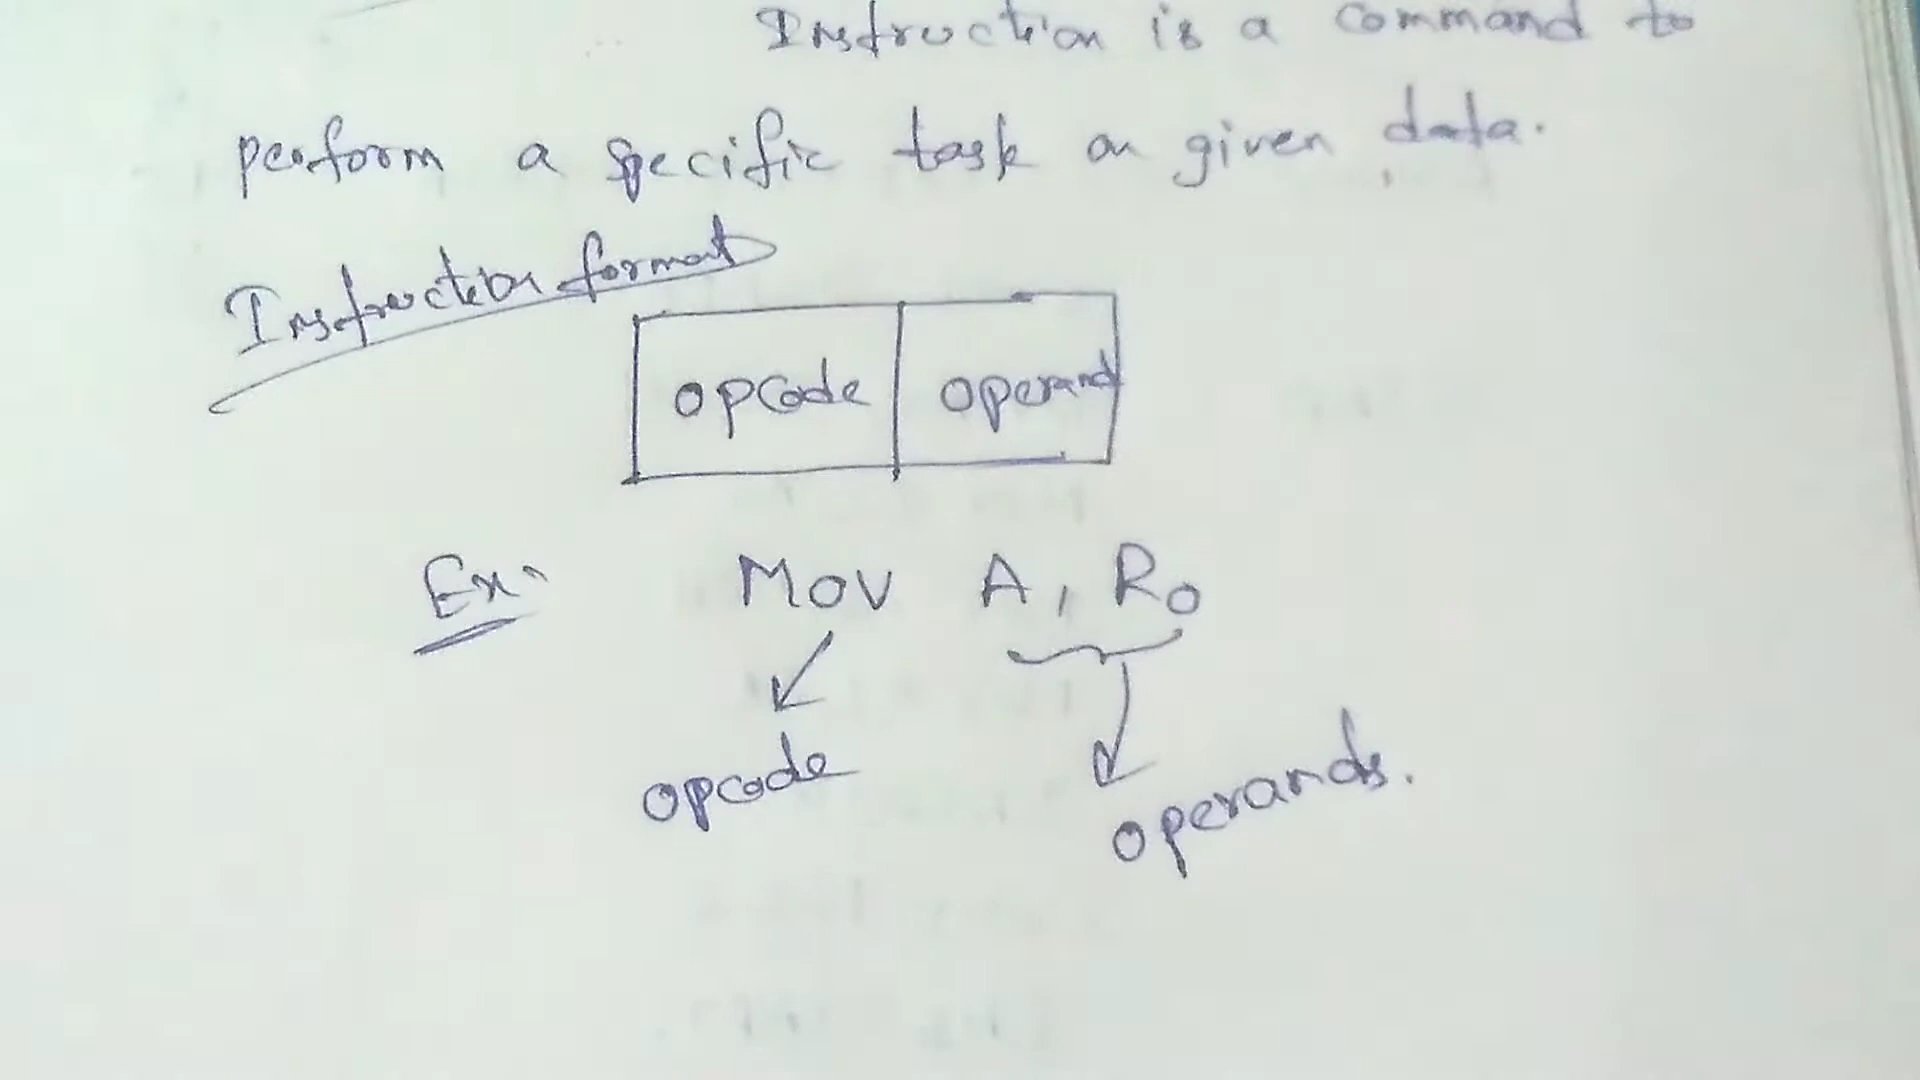 Instruction is a command to
perform a specific task on given data.
Instruction format
opcode operand
Ex:
Mov A, R0
opcode
operands.